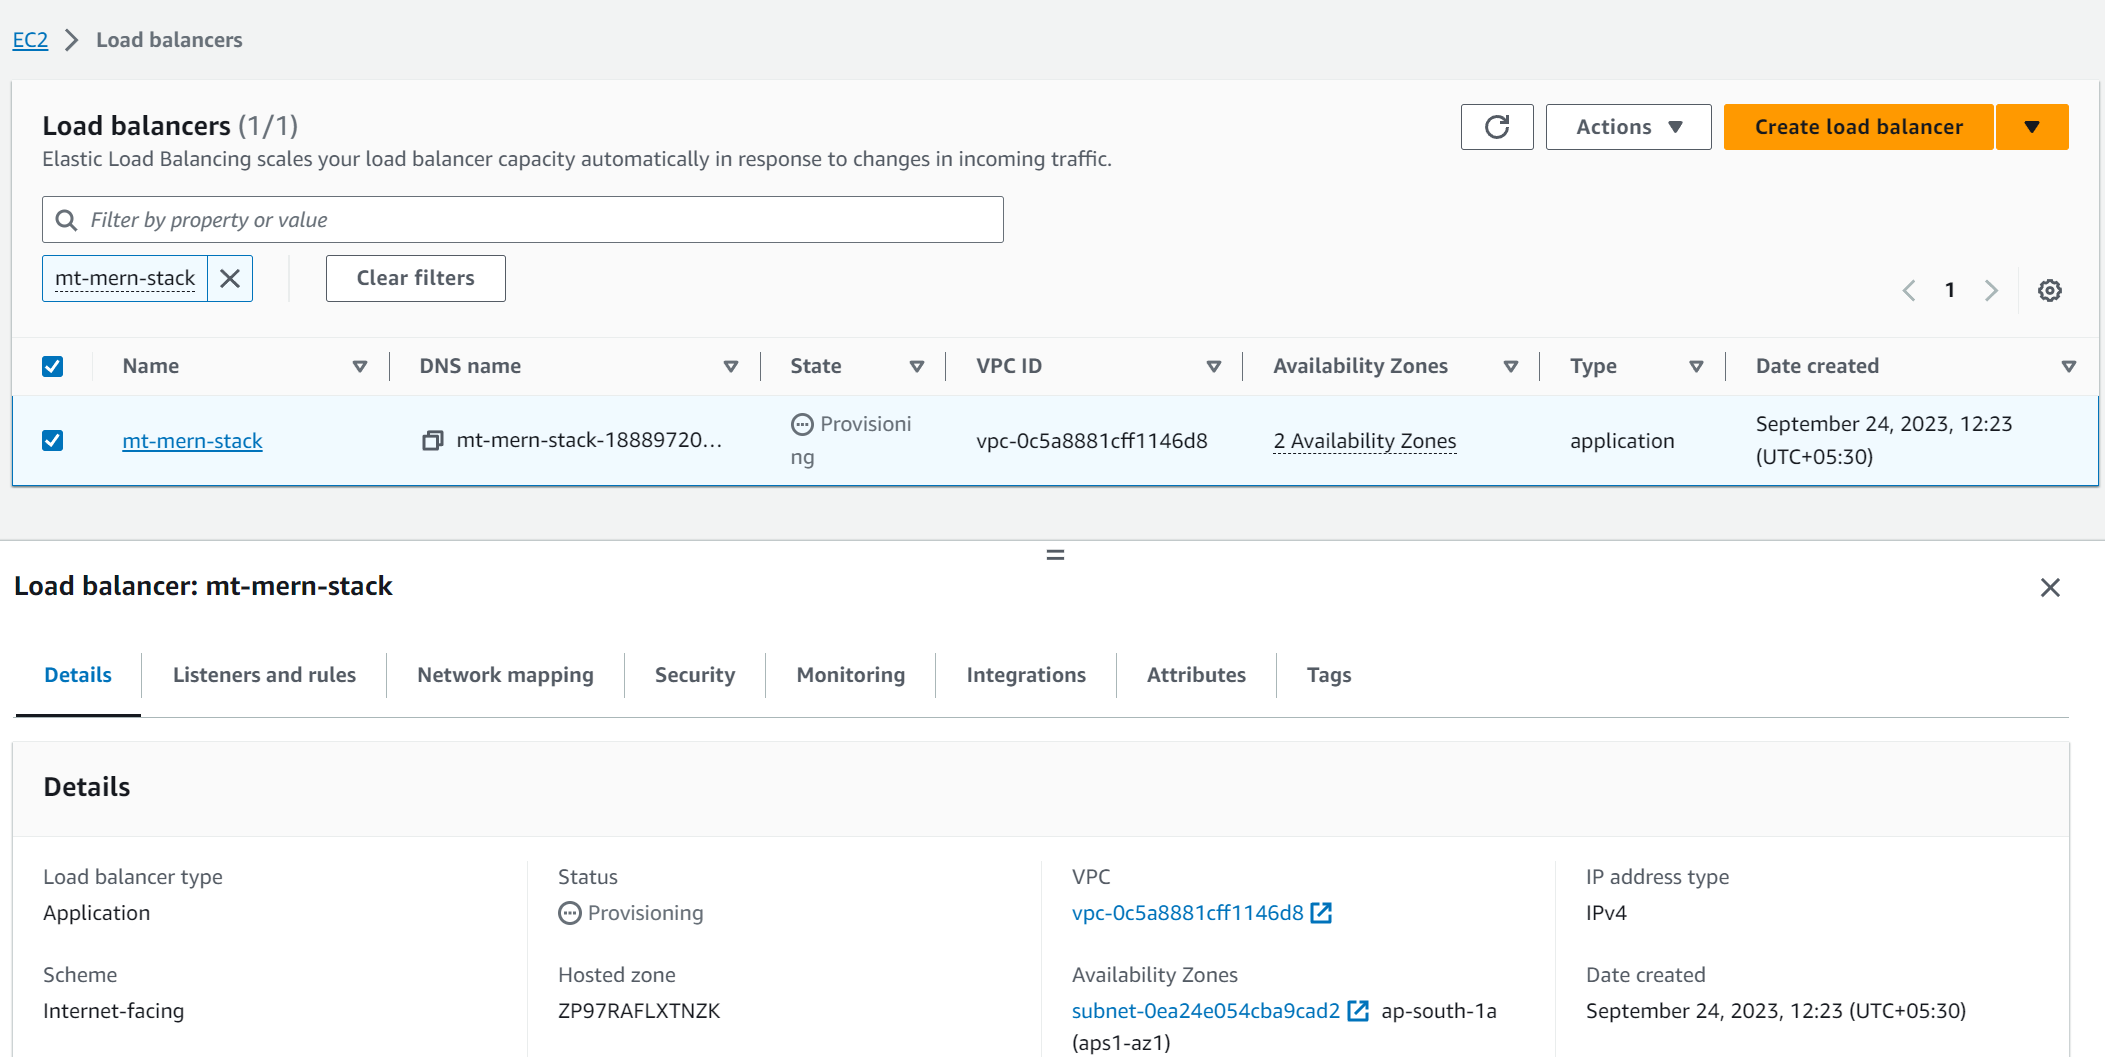 EC2 Load balancers
Load balancers (1/1)
Actions
Create load balancer
Elastic Load Balancing scales your load balancer capacity automatically in response to changes in incoming traffic.
Filter by property or value
mt-mern-stack
Clear filters
1
Name DNS name State VPC ID Availability Zones Type Date created
mt-mern-stack mt-mern-stack-18889720... Provisioni vpc-0c5a8881cff1146d8 2 Availability Zones application September 24, 2023, 12:23
ng (UTC+05:30)
Load balancer: mt-mern-stack
Details Listeners and rules Network mapping Security Monitoring Integrations Attributes Tags
Details
Load balancer type Status VPC IP address type
Application Provisioning vpc-0c5a8881cff1146d8 IPv4
Scheme Hosted zone Availability Zones Date created
Internet-facing ZP97RAFLXTNZK subnet-0ea24e054cba9cad2 ap-south-1a September 24, 2023, 12:23 (UTC+05:30)
(aps1-az1)